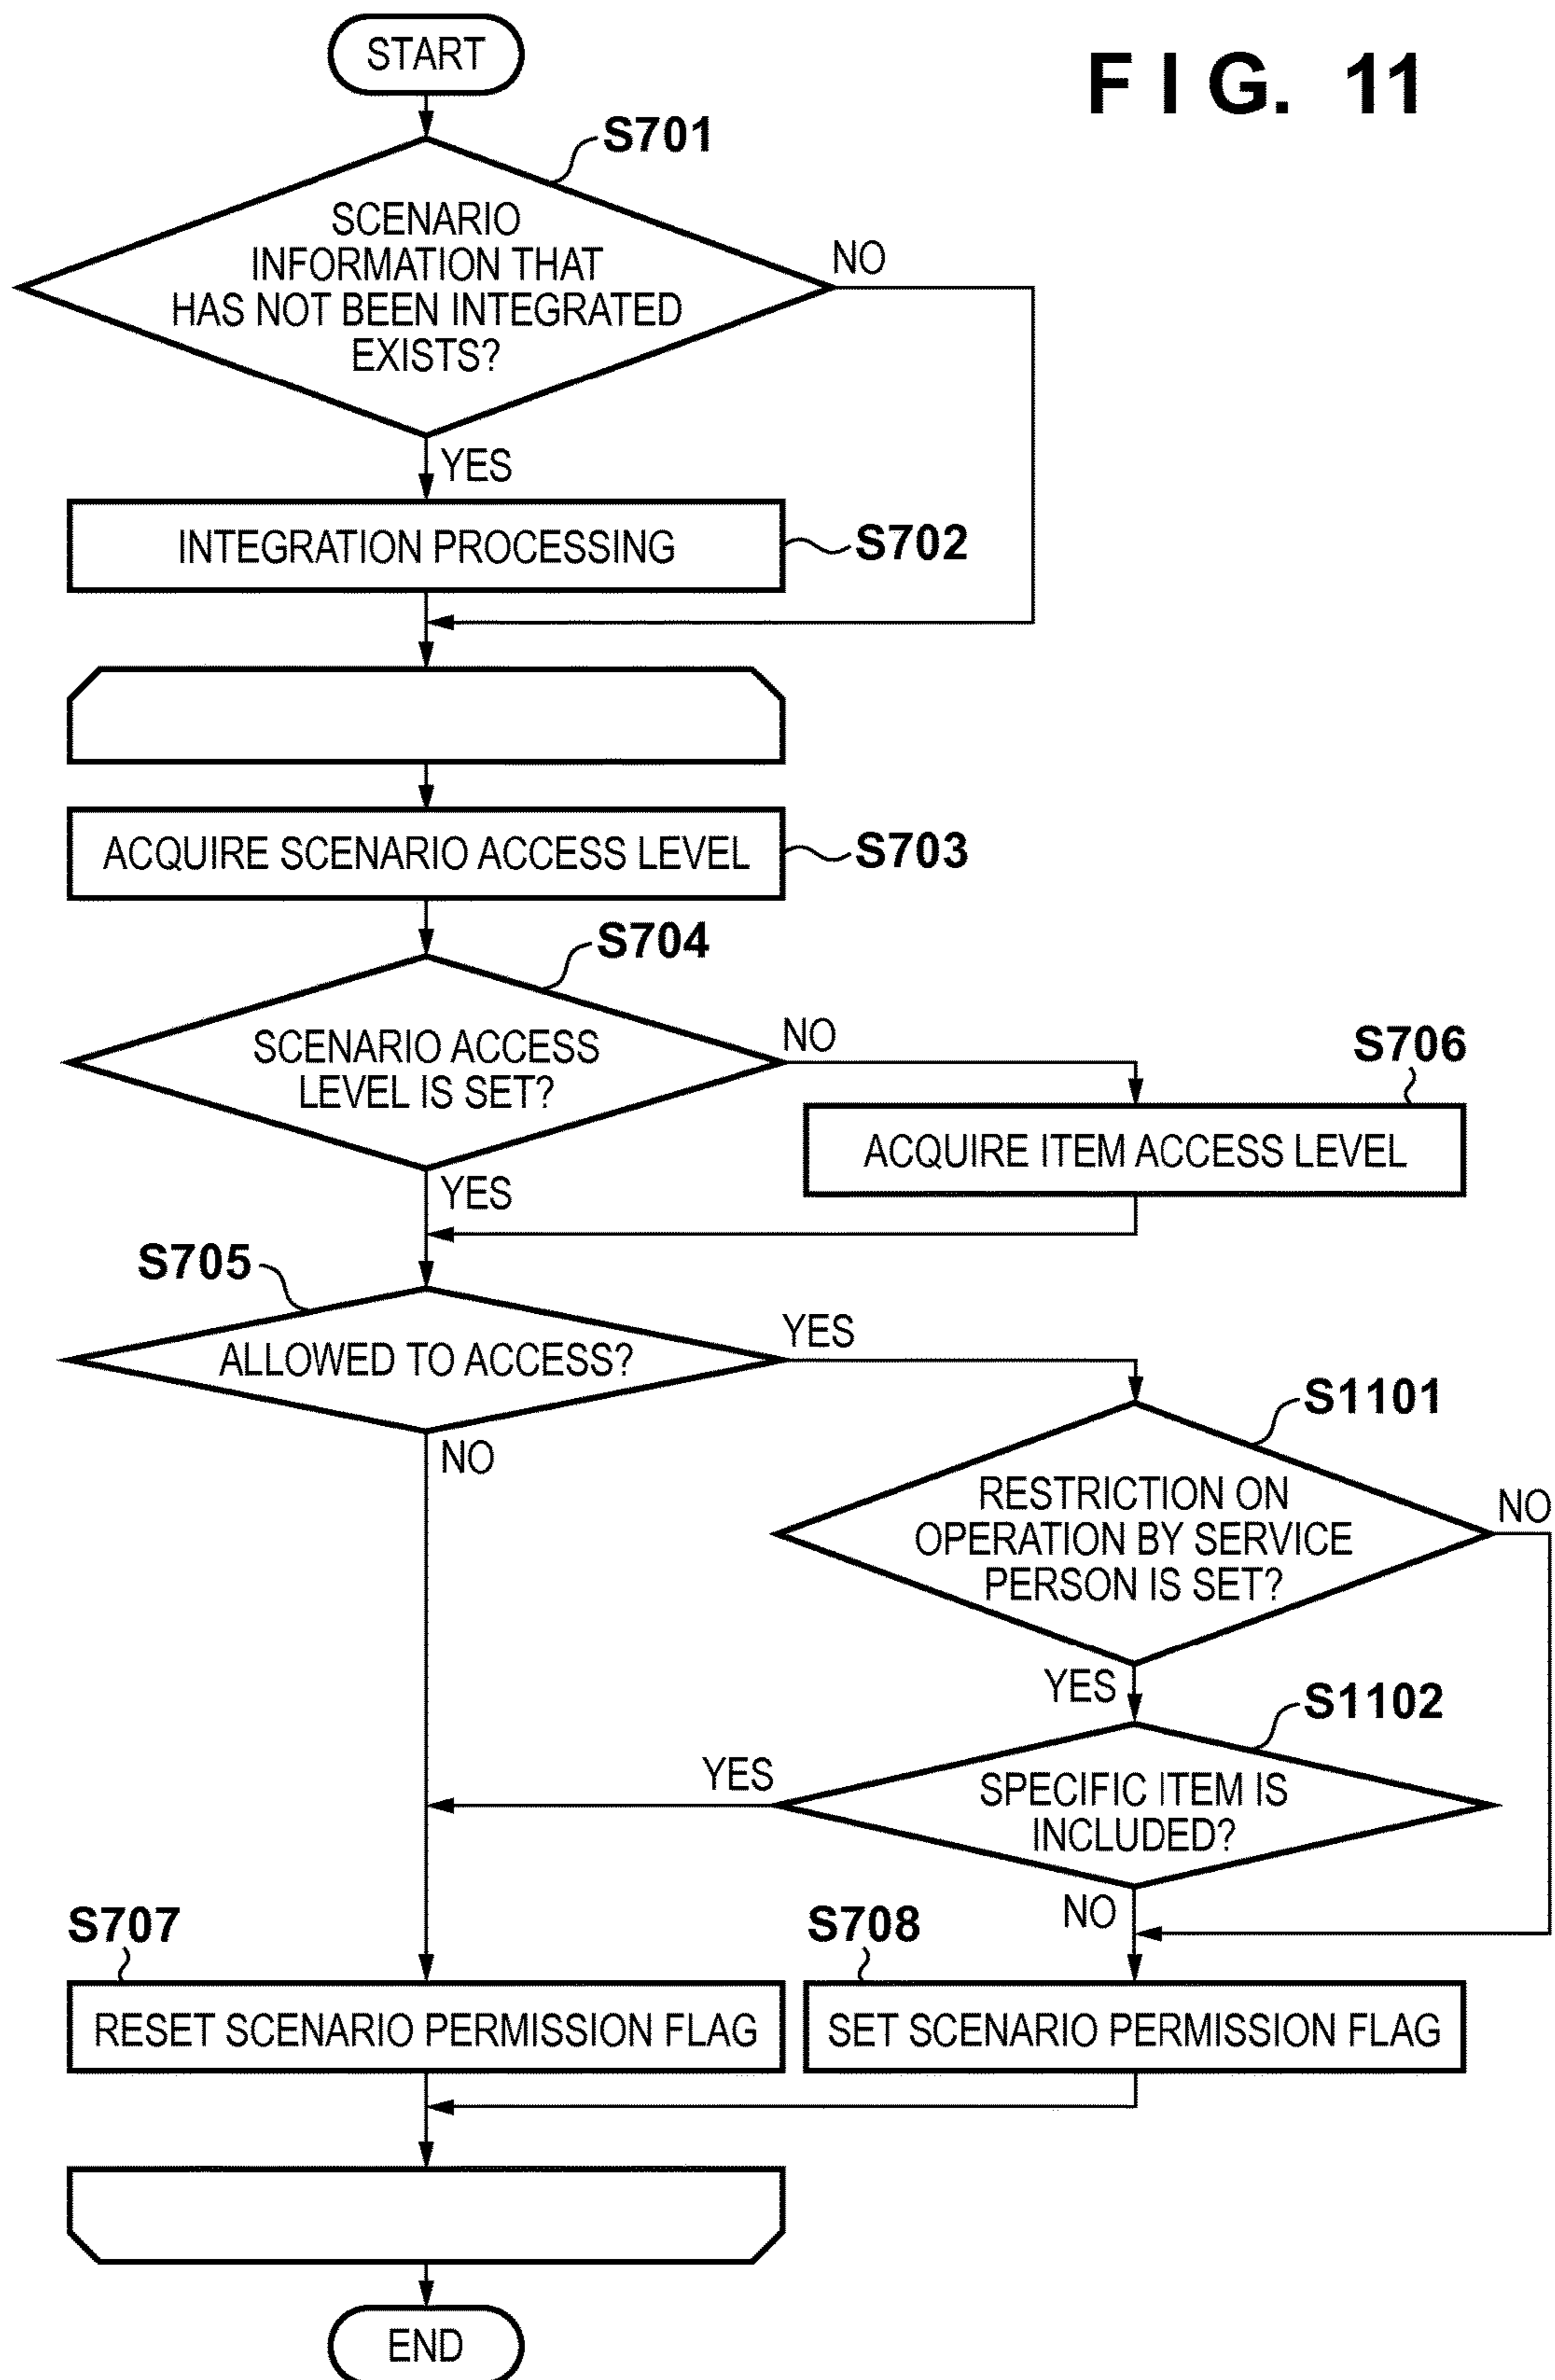 START
F I G. 11
S701
SCENARIO
INFORMATION THAT
HAS NOT BEEN INTEGRATED
EXISTS?
NO
YES
INTEGRATION PROCESSING
S702
ACQUIRE SCENARIO ACCESS LEVEL
S703
S704
SCENARIO ACCESS
LEVEL IS SET?
NO
S706
ACQUIRE ITEM ACCESS LEVEL
YES
S705
ALLOWED TO ACCESS?
YES
NO
S1101
RESTRICTION ON
OPERATION BY SERVICE
PERSON IS SET?
NO
YES
S1102
SPECIFIC ITEM IS
INCLUDED?
YES
NO
S707
RESET SCENARIO PERMISSION FLAG
S708
SET SCENARIO PERMISSION FLAG
END